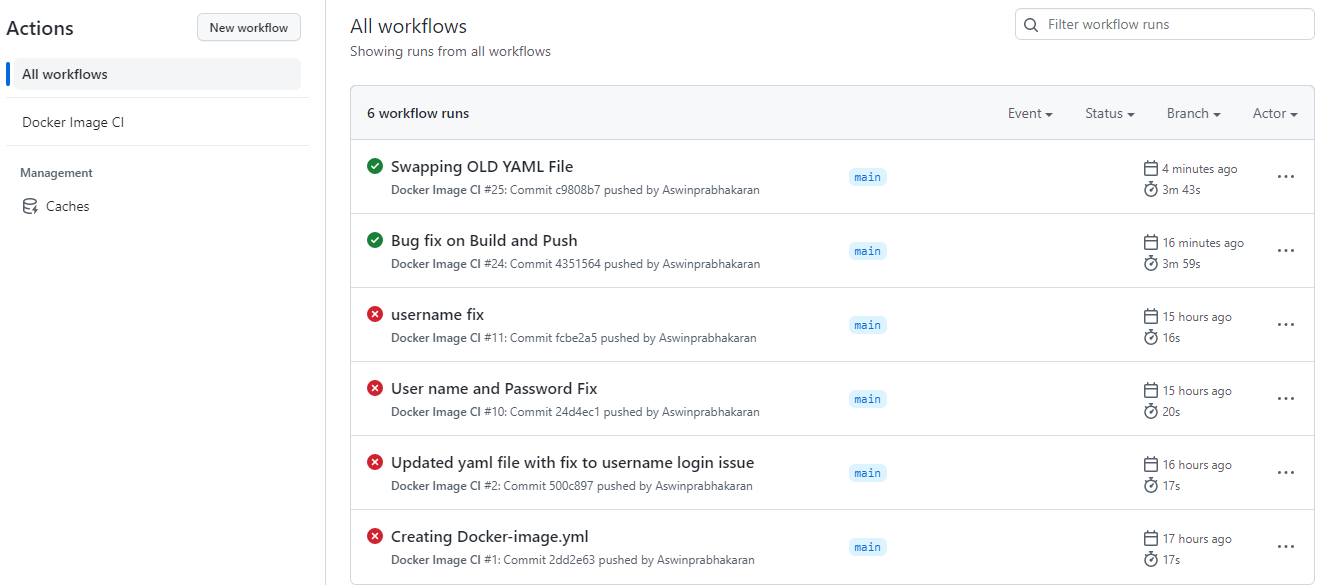 Actions
New workflow
All workflows
Docker Image CI
Management
Caches
All workflows
Showing runs from all workflows
Filter workflow runs
6 workflow runs
Event
Status
Branch
Actor
Swapping OLD YAML File
Docker Image CI #25: Commit c9808b7 pushed by Aswinprabhakaran
main
4 minutes ago
3m 43s
Bug fix on Build and Push
Docker Image CI #24: Commit 4351564 pushed by Aswinprabhakaran
main
16 minutes ago
3m 59s
username fix
Docker Image CI #11: Commit fcbe2a5 pushed by Aswinprabhakaran
main
15 hours ago
16s
User name and Password Fix
Docker Image CI #10: Commit 24d4ec1 pushed by Aswinprabhakaran
main
15 hours ago
20s
Updated yaml file with fix to username login issue
Docker Image CI #2: Commit 500c897 pushed by Aswinprabhakaran
main
16 hours ago
17s
Creating Docker-image.yml
Docker Image CI #1: Commit 2dd2e63 pushed by Aswinprabhakaran
main
17 hours ago
17s